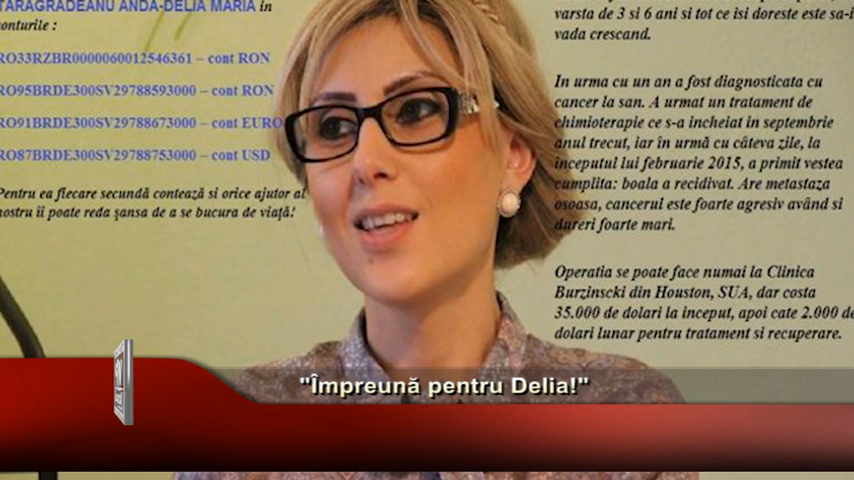 TARAGRADEANU ANDA-DELIA MARIA in
conturile :
RO33RZBR0000060012546361 – cont RON
RO95BRDE300SV29788593000 – cont RON
RO91BRDE300SV29788673000 – cont EURO
RO87BRDE300SV29788753000 – cont USD
Pentru ea fiecare secundă contează si orice ajutor al
nostru îi poate reda şansa de a se bucura de viaţă!
varsta de 3 si 6 ani si tot ce isi doreste este sa-i
vada crescand.
In urma cu un an a fost diagnosticata cu
cancer la san. A urmat un tratament de
chimioterapie ce s-a incheiat in septembrie
anul trecut, iar în urmă cu câteva zile, la
începutul lui februarie 2015, a primit vestea
cumplita: boala a recidivat. Are metastaza
osoasa, cancerul este foarte agresiv având si
dureri foarte mari.
Operatia se poate face numai la Clinica
Burzinscki din Houston, SUA, dar costa
35.000 de dolari la inceput, apoi cate 2.000 de
dolari lunar pentru tratament si recuperare.
"Împreună pentru Delia!"